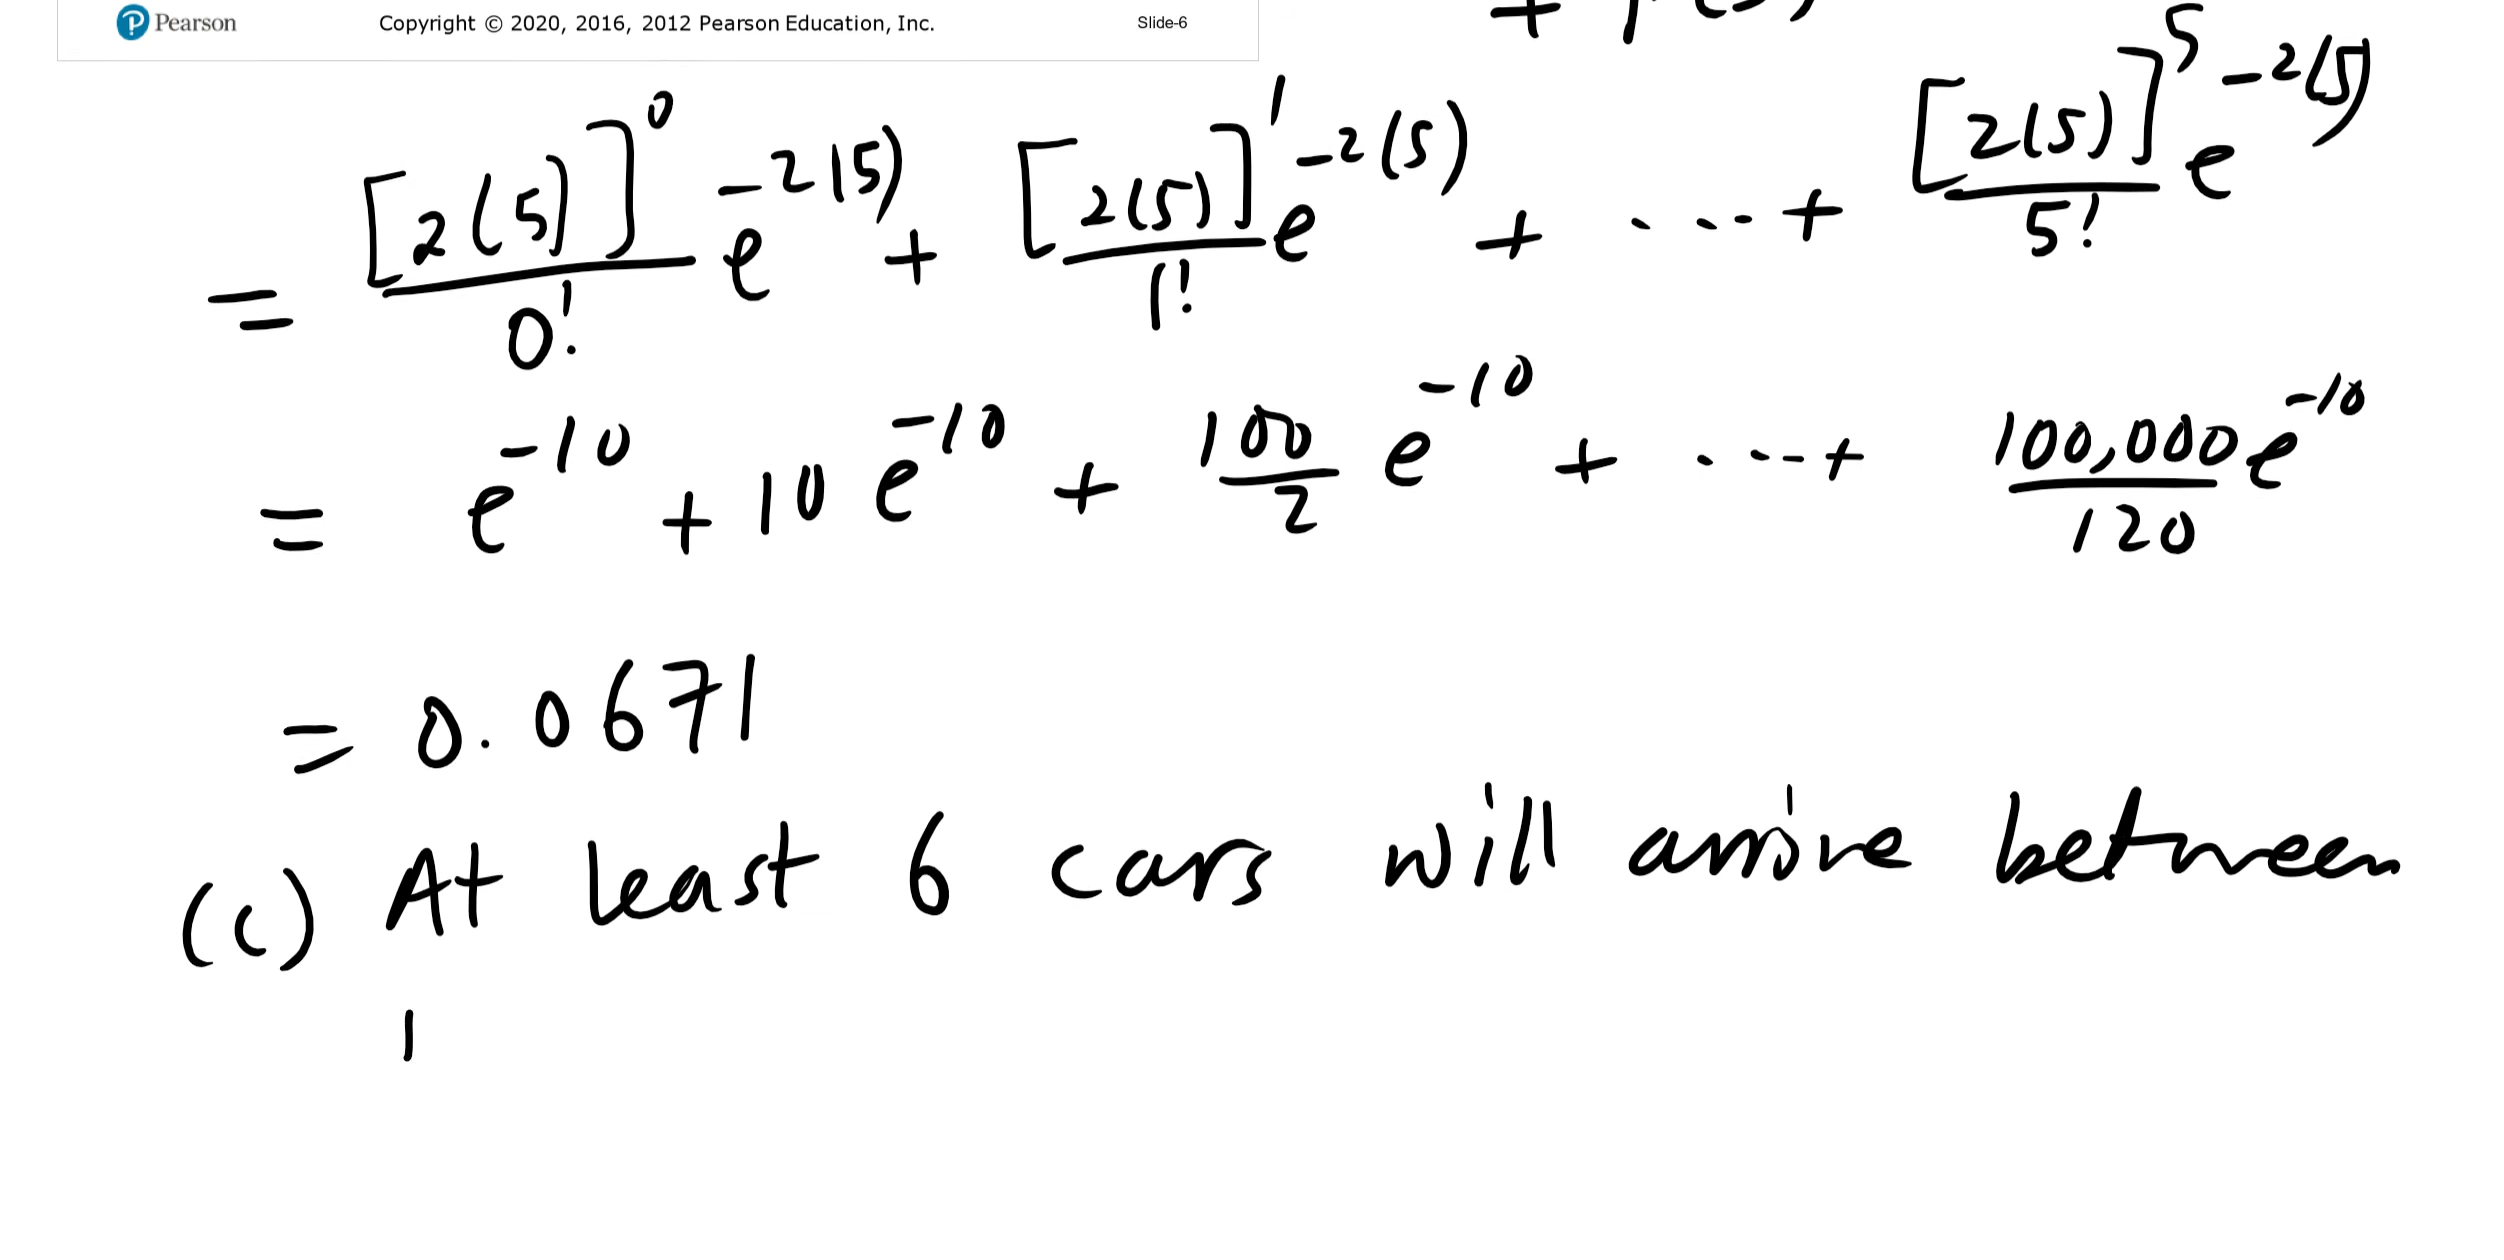 Pearson Copyright © 2020, 2016, 2012 Pearson Education, Inc. Slide-6
= [2(5)]^0/0! e^-2(5) + [2(5)]^1/1! e^-2(5) + ... + [2(5)]^5/5! e^-2(5)
= e^-10 + 10 e^-10 + 100/2 e^-10 + ... + 100,000/120 e^-10
= 0.0671
(c) At least 6 cars will arrive between
1